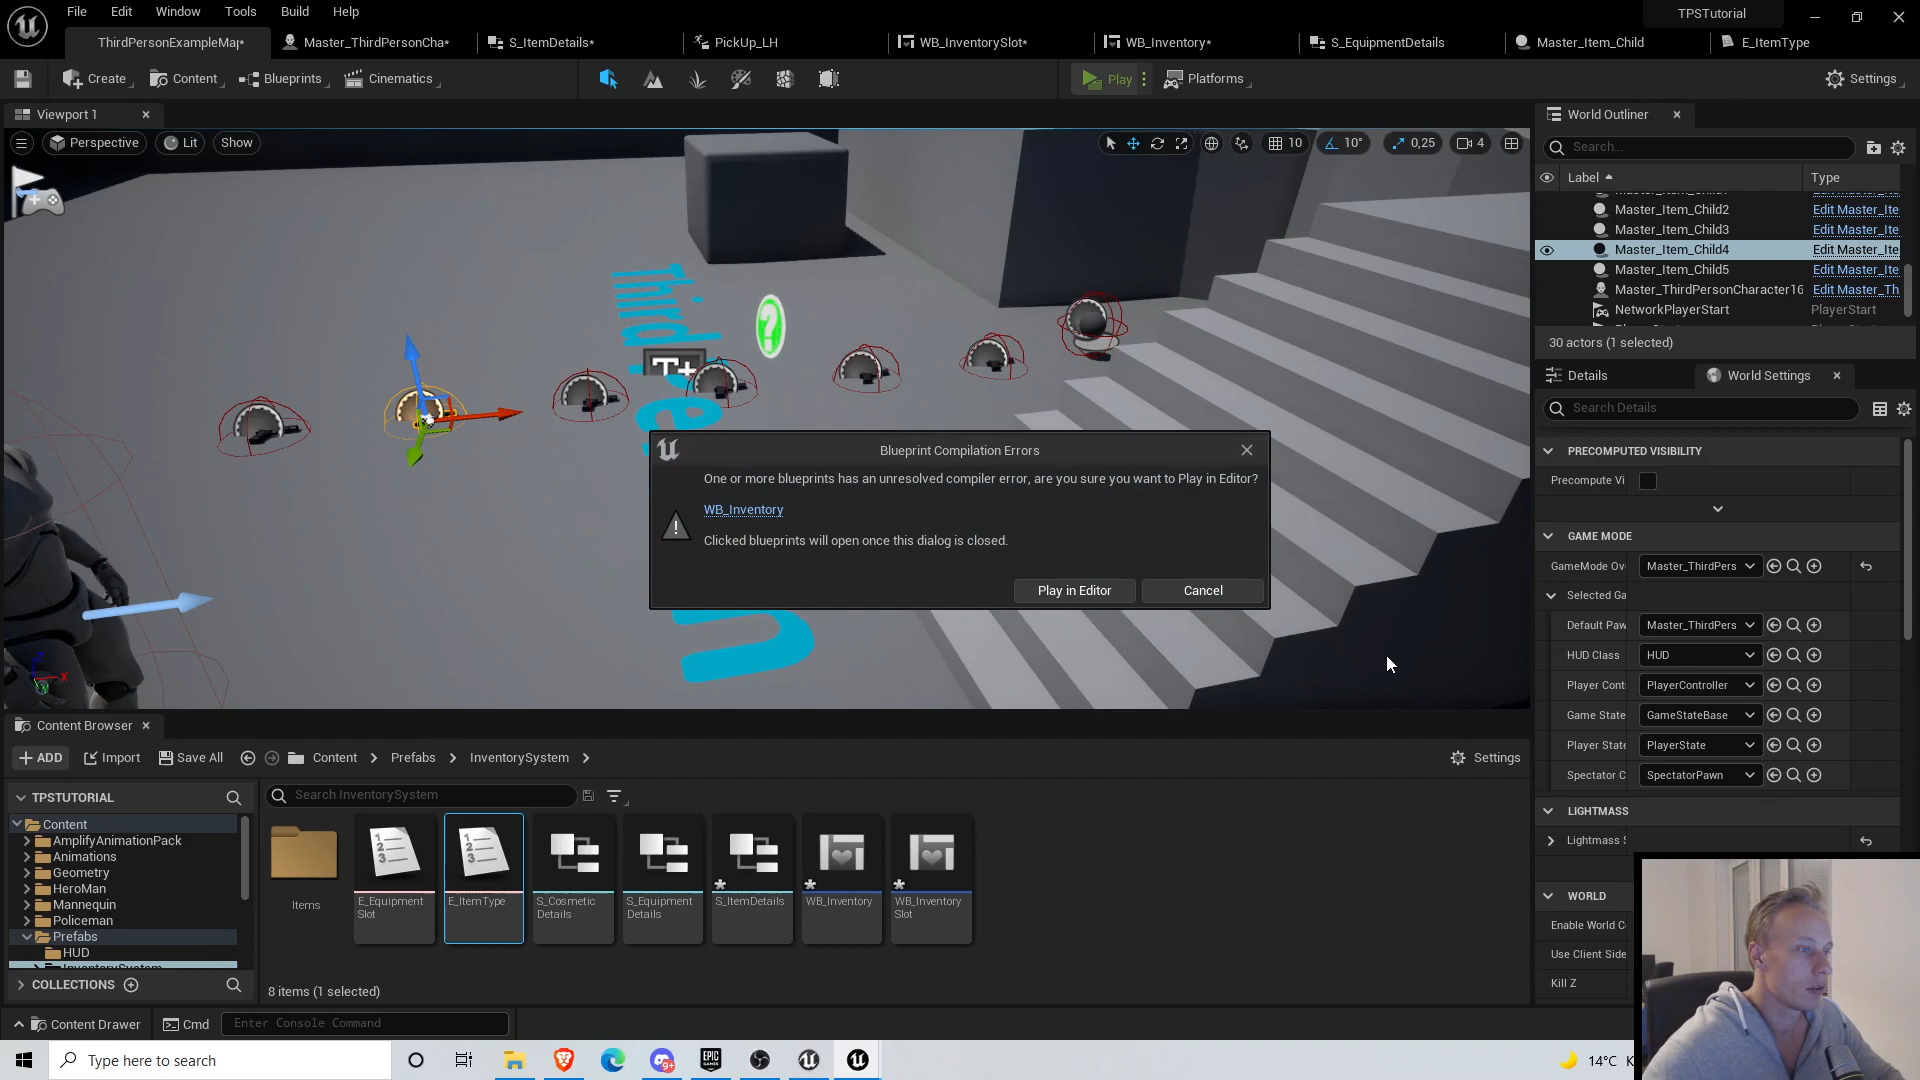 File Edit Window Tools Build Help
TPSTutorial
ThirdPersonExampleMap*
Master_ThirdPersonCha*
S_ItemDetails*
PickUp_LH
WB_InventorySlot*
WB_Inventory*
S_EquipmentDetails
Master_Item_Child
E_ItemType
Create Content Blueprints Cinematics Play Platforms Settings
Viewport 1
Perspective Lit Show
10 10° 0,25 4
World Outliner
Search...
Label Type
Master_Item_Child2 Edit Master_Ite
Master_Item_Child3 Edit Master_Ite
Master_Item_Child4 Edit Master_Ite
Master_Item_Child5 Edit Master_Ite
Master_ThirdPersonCharacter16 Edit Master_Th
NetworkPlayerStart PlayerStart
30 actors (1 selected)
Details World Settings
Search Details
PRECOMPUTED VISIBILITY
Precompute Vi
GAME MODE
GameMode Ov Master_ThirdPers
Selected Ga
Default Paw Master_ThirdPers
HUD Class HUD
Player Cont PlayerController
Game State GameStateBase
Player State PlayerState
Spectator C SpectatorPawn
LIGHTMASS
Lightmass S
WORLD
Enable World C
Use Client Side
Kill Z
Blueprint Compilation Errors
One or more blueprints has an unresolved compiler error, are you sure you want to Play in Editor?
WB_Inventory
Clicked blueprints will open once this dialog is closed.
Play in Editor Cancel
Content Browser
ADD Import Save All Content Prefabs InventorySystem Settings
TPSTUTORIAL
Search InventorySystem
Content
AmplifyAnimationPack
Animations
Geometry
HeroMan
Mannequin
Policeman
Prefabs
HUD
InventorySystem
COLLECTIONS
Items
E_Equipment
Slot
E_ItemType
S_Cosmetic
Details
S_Equipment
Details
S_ItemDetails
WB_Inventory
WB_Inventory
Slot
8 items (1 selected)
Content Drawer Cmd Enter Console Command
Type here to search
14°C